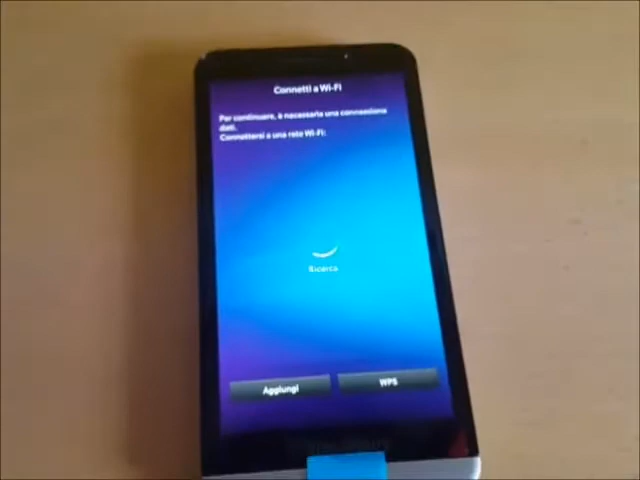 Connetti a Wi-Fi
Per continuare, è necessaria una connessione
dati.
Connettersi a una rete Wi-Fi:
Ricerca
Aggiungi
WPS